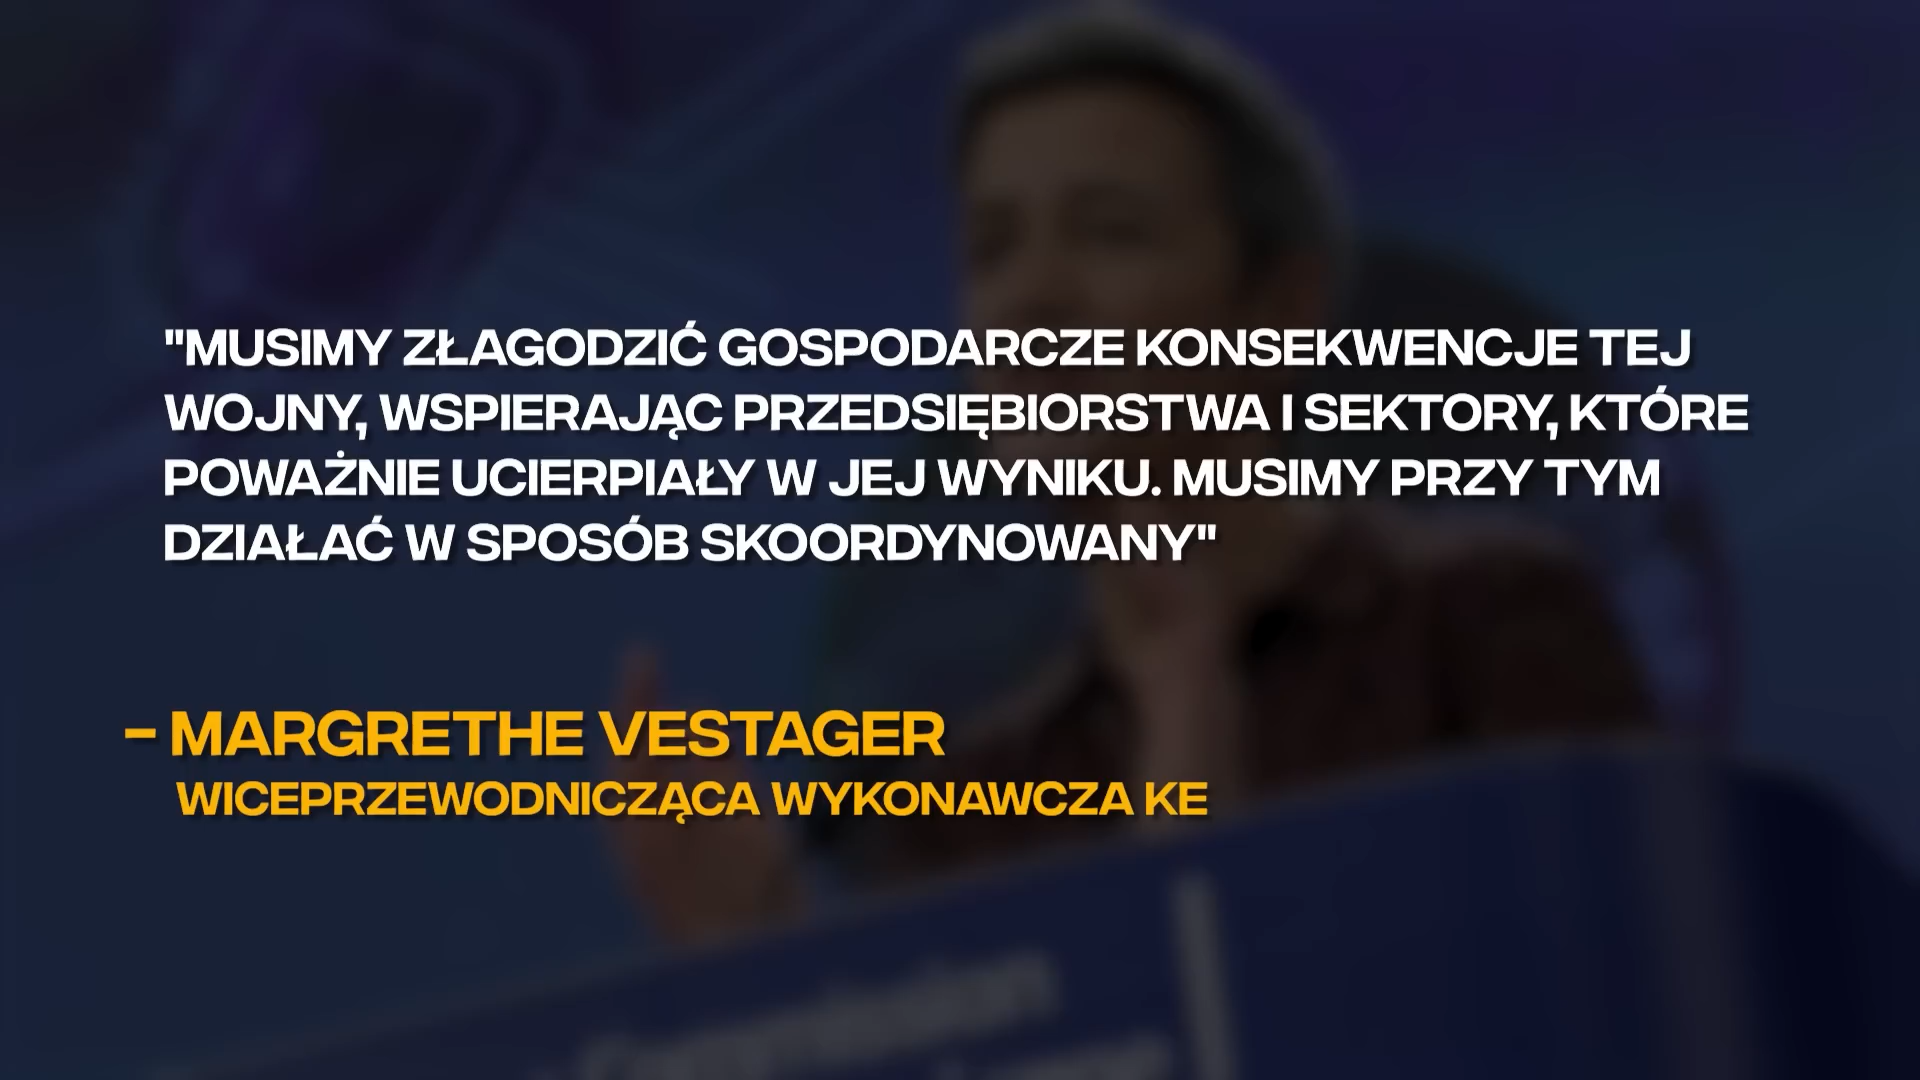 "MUSIMY ZŁAGODZIĆ GOSPODARCZE KONSEKWENCJE TEJ
WOJNY, WSPIERAJĄC PRZEDSIĘBIORSTWA I SEKTORY, KTÓRE
POWAŻNIE UCIERPIAŁY W JEJ WYNIKU. MUSIMY PRZY TYM
DZIAŁAĆ W SPOSÓB SKOORDYNOWANY"
– MARGRETHE VESTAGER
WICEPRZEWODNICZĄCA WYKONAWCZA KE
Commission